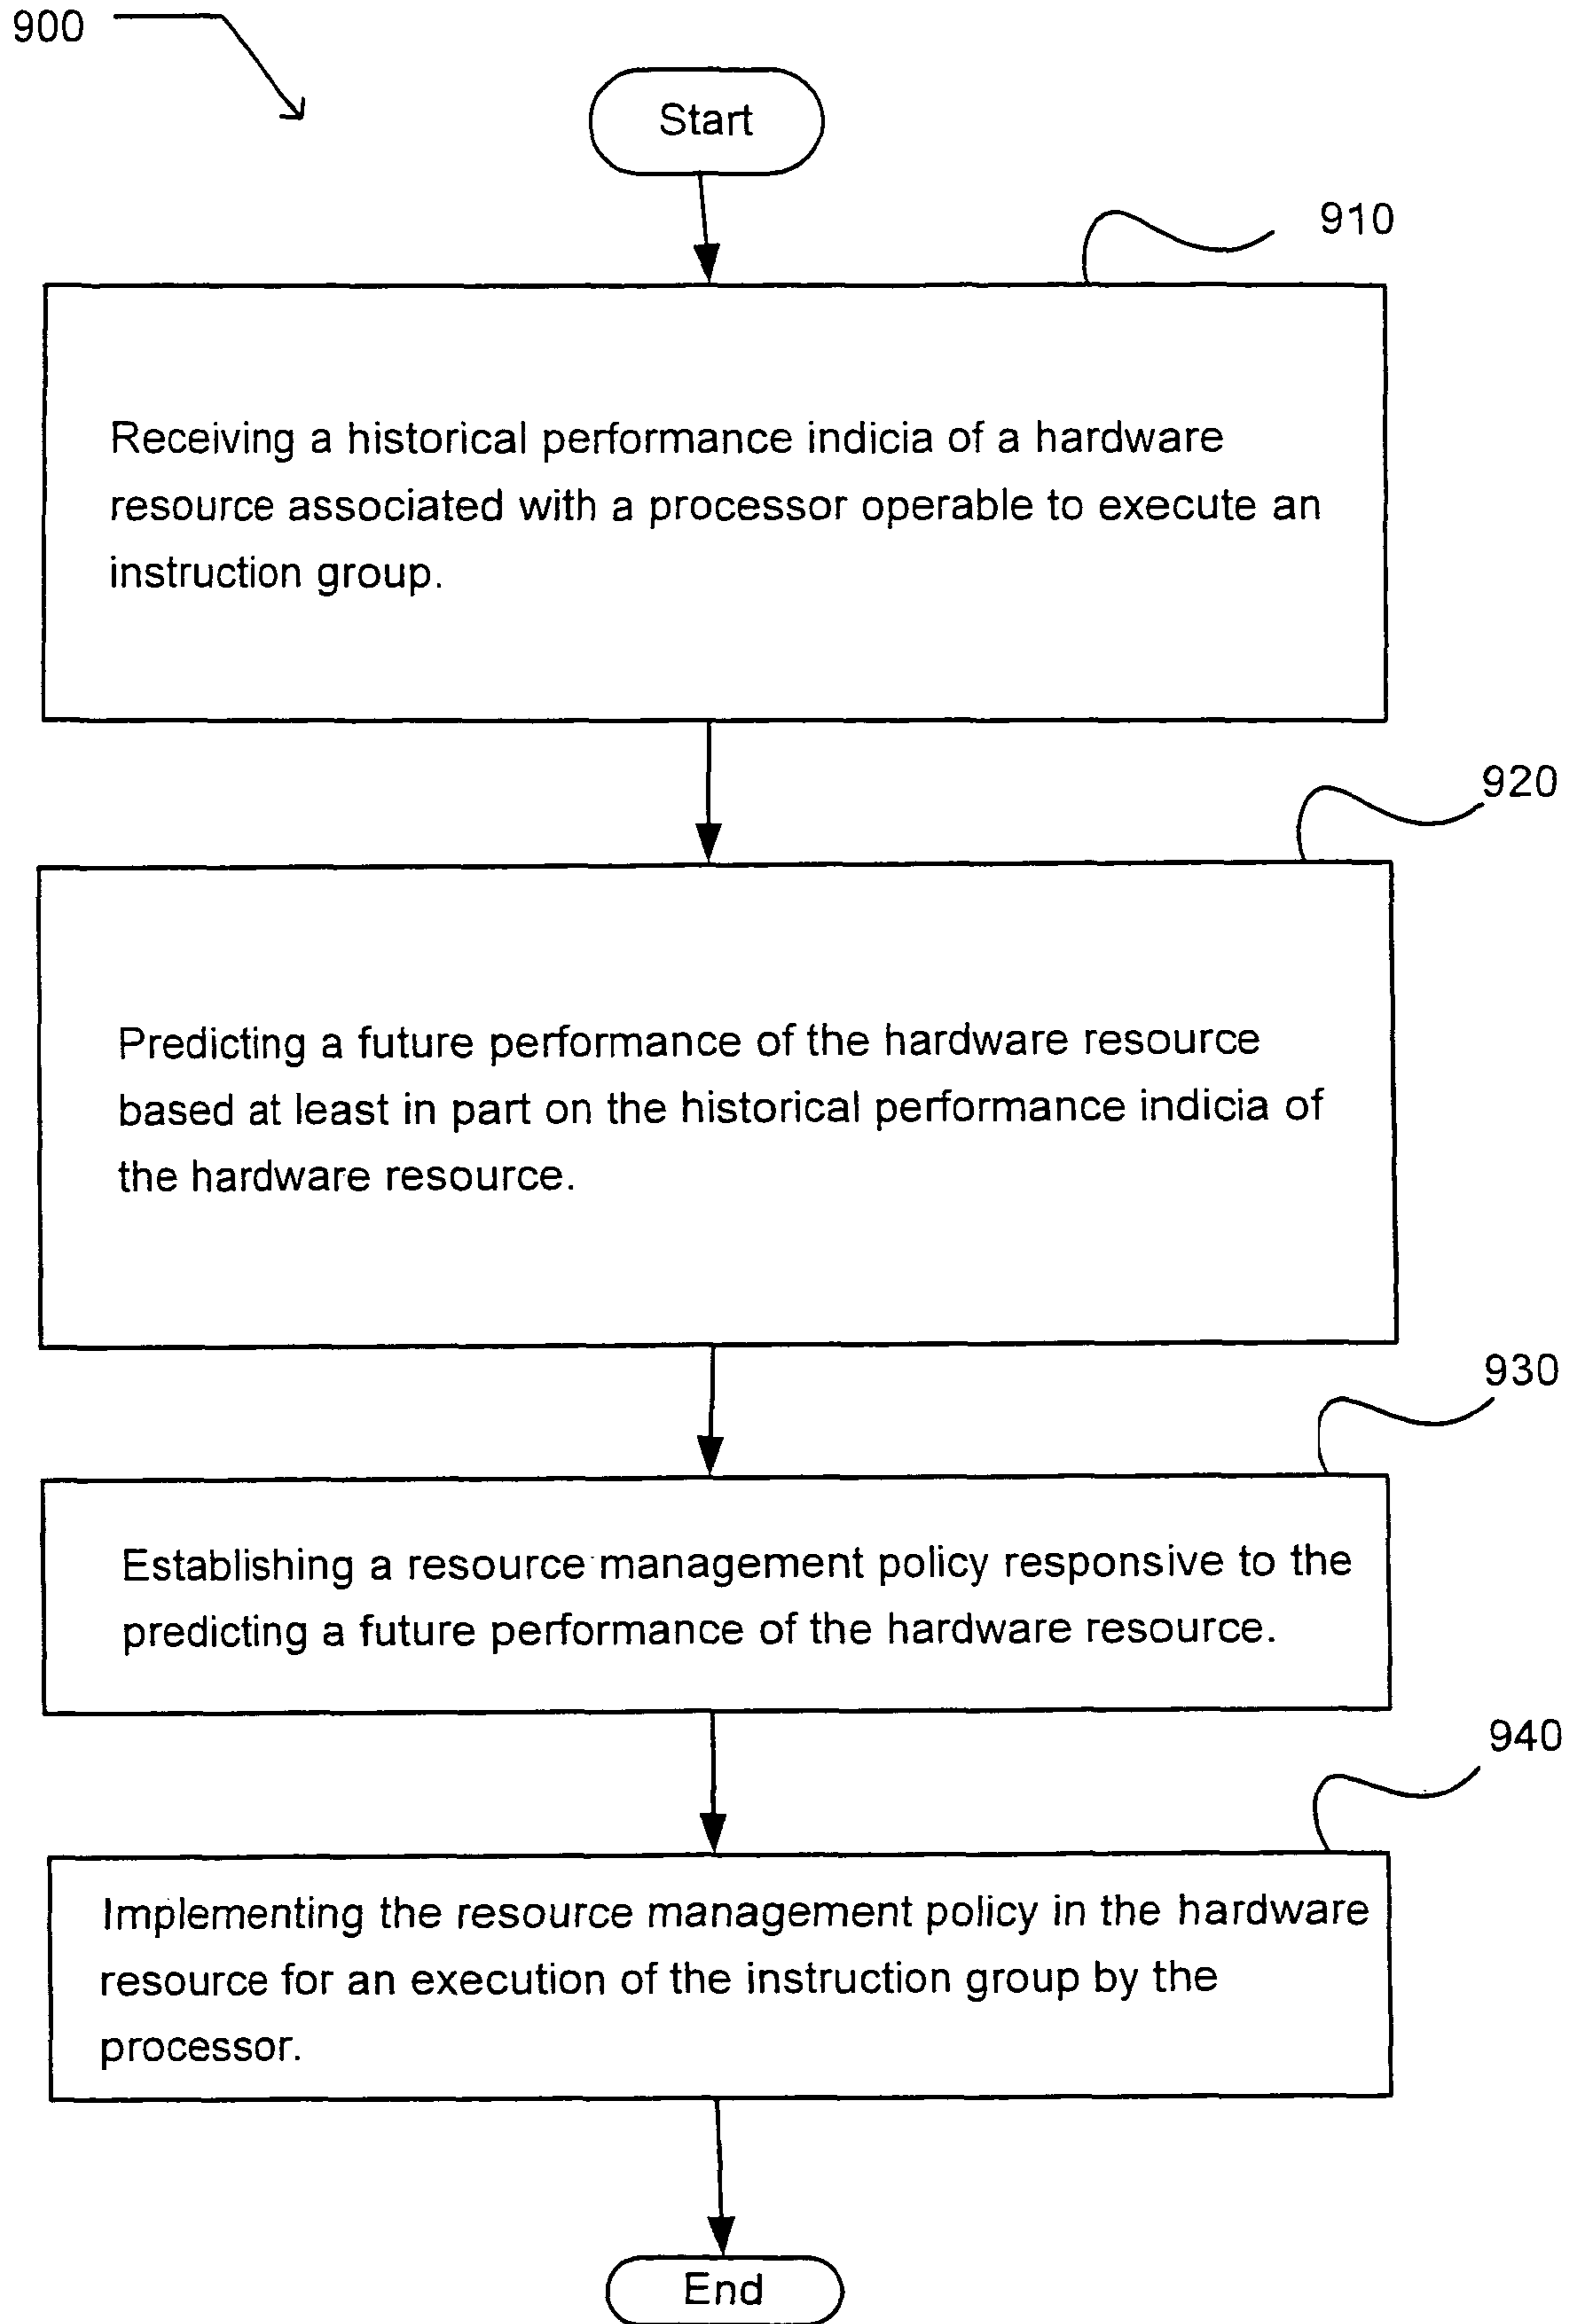 900
Start
910
Receiving a historical performance indicia of a hardware
resource associated with a processor operable to execute an
instruction group.
920
Predicting a future performance of the hardware resource
based at least in part on the historical performance indicia of
the hardware resource.
930
Establishing a resource management policy responsive to the
predicting a future performance of the hardware resource.
940
Implementing the resource management policy in the hardware
resource for an execution of the instruction group by the
processor.
End